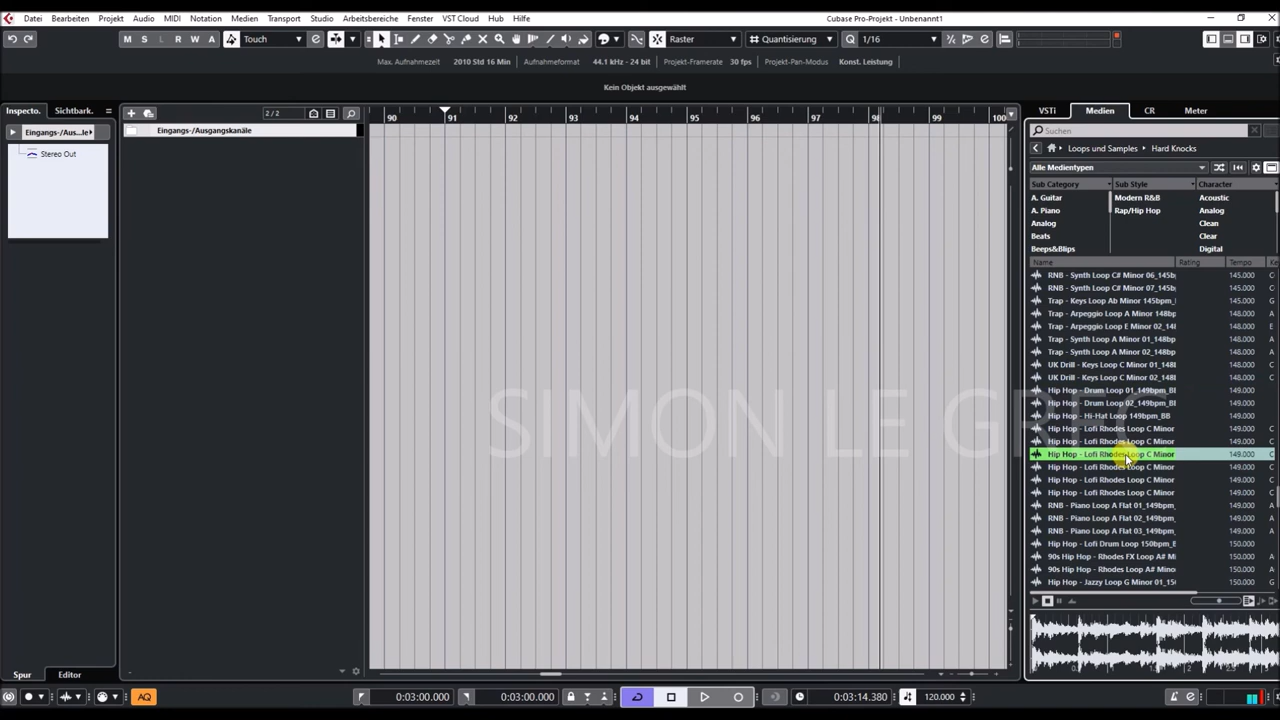 Datei Bearbeiten Projekt Audio MIDI Notation Medien Transport Studio Arbeitsbereiche Fenster VST Cloud Hub Hilfe Cubase Pro-Projekt - Unbenannt1
M S L R W A Touch Raster Quantisierung 1/16
Max. Aufnahmezeit 2010 Std 16 Min Aufnahmeformat 44.1 kHz - 24 bit Projekt-Framerate 30 fps Projekt-Pan-Modus Konst. Leistung
Kein Objekt ausgewählt
Inspecto. Sichtbark. 2 / 2 90 91 92 93 94 95 96 97 98 99 100 VSTi Medien CR Meter
Eingangs-/Aus...le Eingangs-/Ausgangskanäle Suchen
Stereo Out Loops und Samples Hard Knocks
Alle Medientypen
Sub Category Sub Style Character
A. Guitar Modern R&B Acoustic
A. Piano Rap/Hip Hop Analog
Analog Clean
Beats Clear
Beeps&Blips Digital
Name Rating Tempo Ke
RNB - Synth Loop C# Minor 06_145b 145.000 C
RNB - Synth Loop C# Minor 07_145b 145.000 C
Trap - Keys Loop Ab Minor 145bpm_ 145.000 G
Trap - Arpeggio Loop A Minor 148bp 148.000 A
Trap - Arpeggio Loop E Minor 02_148 148.000 E
Trap - Synth Loop A Minor 01_148bp 148.000 A
Trap - Synth Loop A Minor 02_148bp 148.000 A
UK Drill - Keys Loop C Minor 01_148 148.000 C
UK Drill - Keys Loop C Minor 02_148 148.000 C
Hip Hop - Drum Loop 01_149bpm_B 149.000
Hip Hop - Drum Loop 02_149bpm_B 149.000
Hip Hop - Hi-Hat Loop 149bpm_BB 149.000
Hip Hop - Lofi Rhodes Loop C Minor 149.000 C
Hip Hop - Lofi Rhodes Loop C Minor 149.000 C
Hip Hop - Lofi Rhodes Loop C Minor 149.000 C
Hip Hop - Lofi Rhodes Loop C Minor 149.000 C
Hip Hop - Lofi Rhodes Loop C Minor 149.000 C
Hip Hop - Lofi Rhodes Loop C Minor 149.000 C
RNB - Piano Loop A Flat 01_149bpm_ 149.000 A
RNB - Piano Loop A Flat 02_149bpm_ 149.000 A
RNB - Piano Loop A Flat 03_149bpm_ 149.000 A
Hip Hop - Lofi Drum Loop 150bpm_B 150.000
90s Hip Hop - Rhodes FX Loop A# M 150.000 A
90s Hip Hop - Rhodes Loop A# Minor 150.000 A
Hip Hop - Jazzy Loop G Minor 01_15 150.000 G
SIMON LE GREC
Spur Editor
AQ 0:03:00.000 0:03:00.000 0:03:14.380 120.000